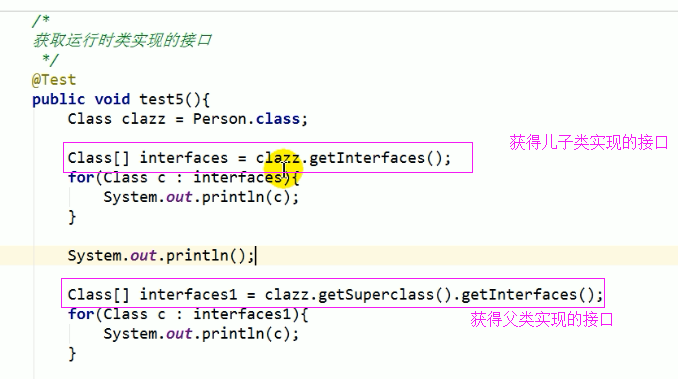 /*
获取运行时类实现的接口
*/
@Test
public void test5(){
Class clazz = Person.class;
Class[] interfaces = clazz.getInterfaces();
获得儿子类实现的接口
for(Class c : interfaces){
System.out.println(c);
}
System.out.println();
Class[] interfaces1 = clazz.getSuperclass().getInterfaces();
获得父类实现的接口
for(Class c : interfaces1){
System.out.println(c);
}